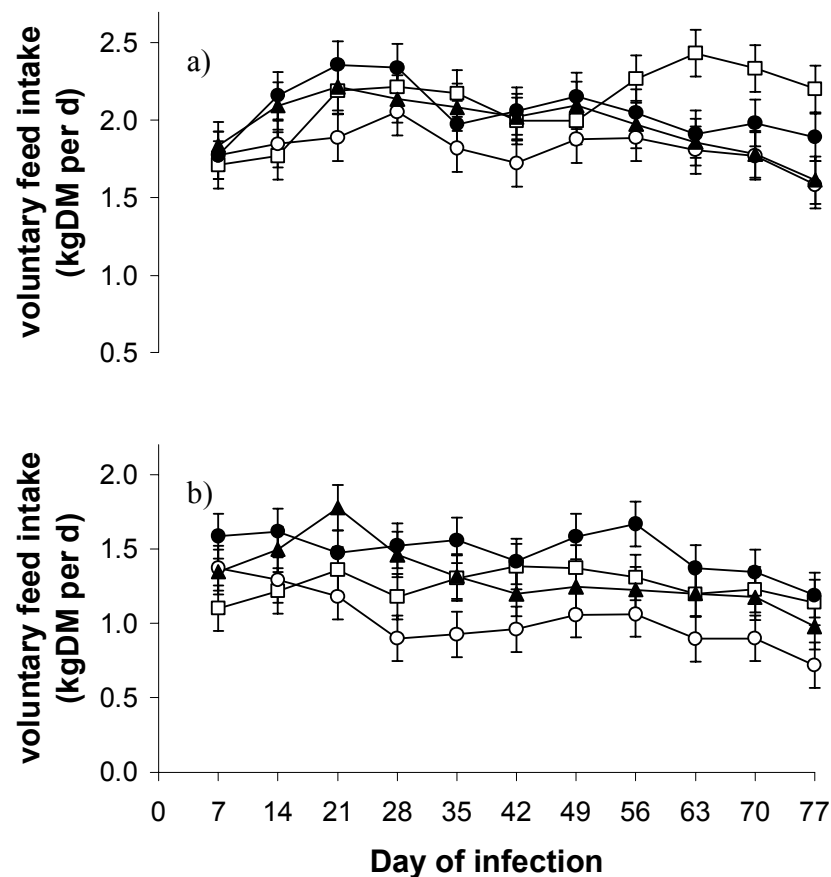 a)
voluntary feed intake
(kgDM per d)
2.5
2.0
1.5
1.0
0.5
b)
voluntary feed intake
(kgDM per d)
2.0
1.5
1.0
0.5
0.0
0 7 14 21 28 35 42 49 56 63 70 77
Day of infection